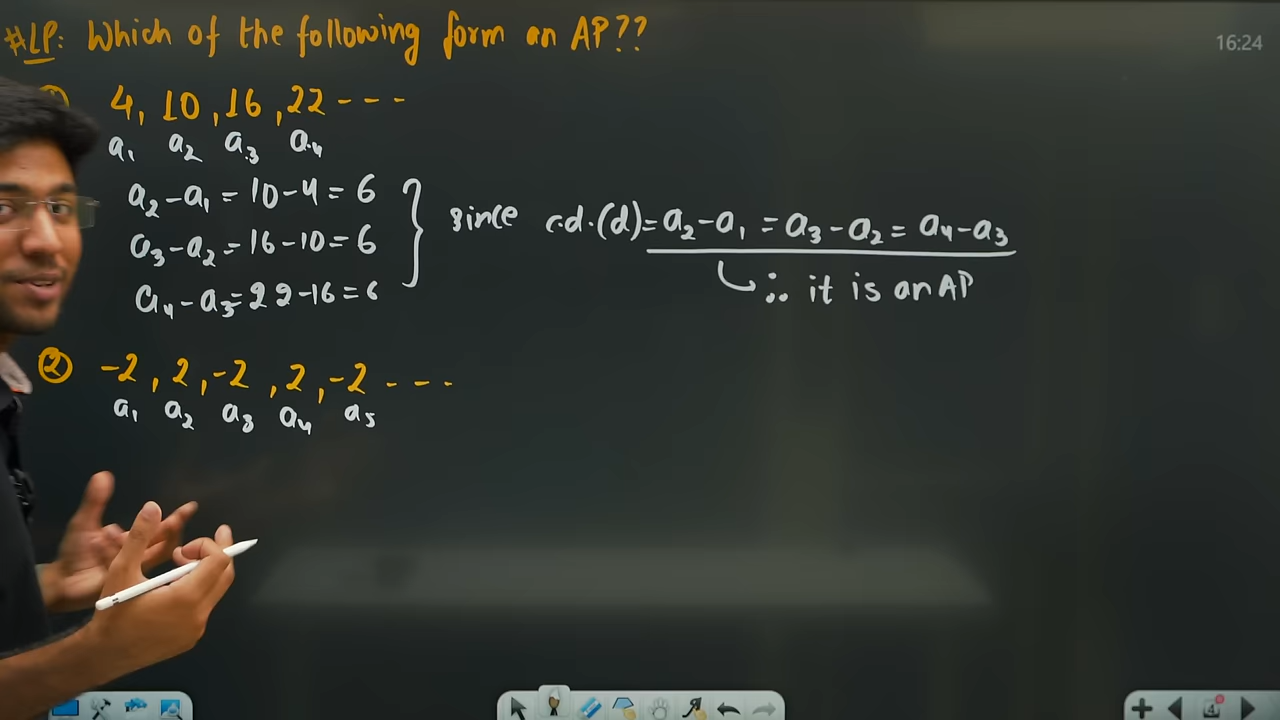 #LP: Which of the following form an AP??
16:24
4, 10, 16, 22 - - -
a₁ a₂ a₃ a₄
a₂-a₁ = 10-4 = 6
a₃-a₂ = 16-10 = 6
a₄-a₃ = 22-16 = 6
since c.d.(d) = a₂-a₁ = a₃-a₂ = a₄-a₃
∴ it is an AP
② -2, 2, -2, 2, -2 - - - -
a₁ a₂ a₃ a₄ a₅
4